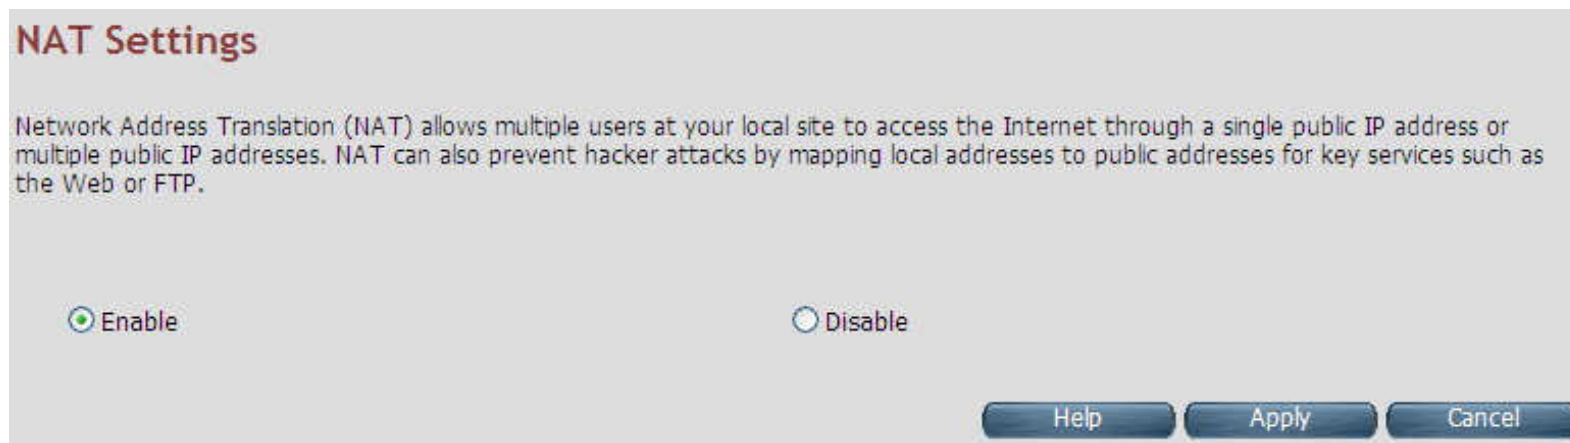 NAT Settings
Network Address Translation (NAT) allows multiple users at your local site to access the Internet through a single public IP address or
multiple public IP addresses. NAT can also prevent hacker attacks by mapping local addresses to public addresses for key services such as
the Web or FTP.
Enable Disable
Help Apply Cancel